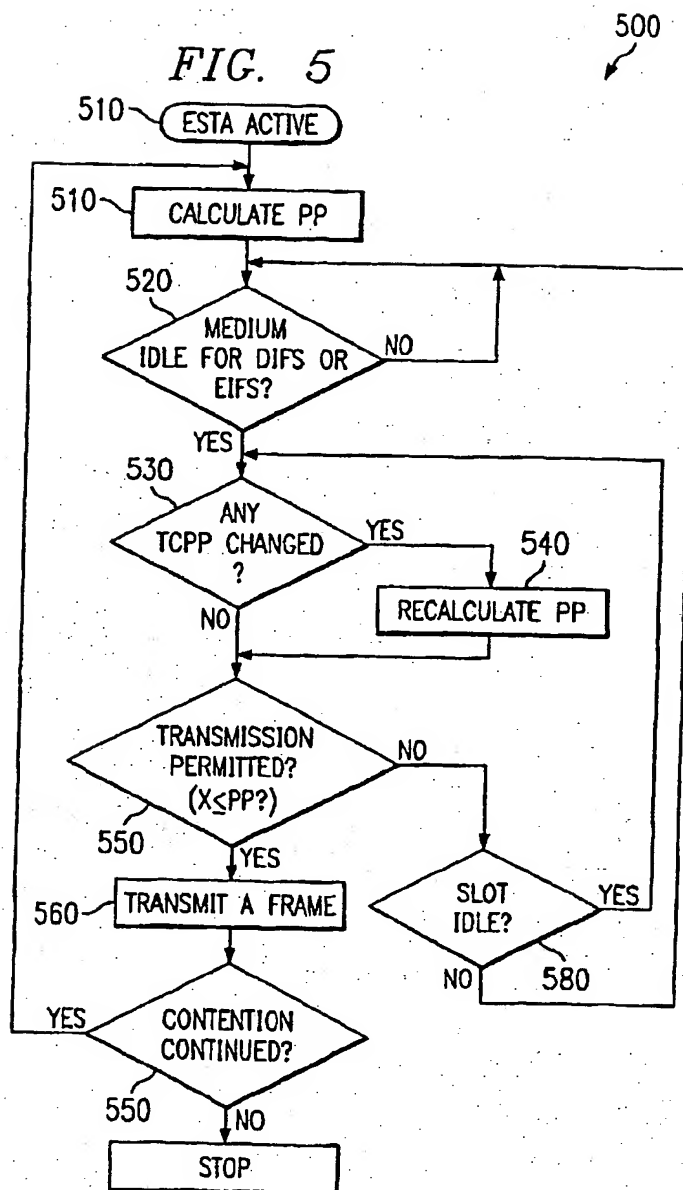 500
FIG. 5
510
ESTA ACTIVE
510
CALCULATE PP
520
MEDIUM
IDLE FOR DIFS OR
EIFS?
NO
YES
530
ANY
TCPP CHANGED
?
YES
540
RECALCULATE PP
NO
TRANSMISSION
PERMITTED?
(X≤PP?)
NO
550
YES
560
TRANSMIT A FRAME
SLOT
IDLE?
YES
580
NO
YES
CONTENTION
CONTINUED?
550
NO
STOP